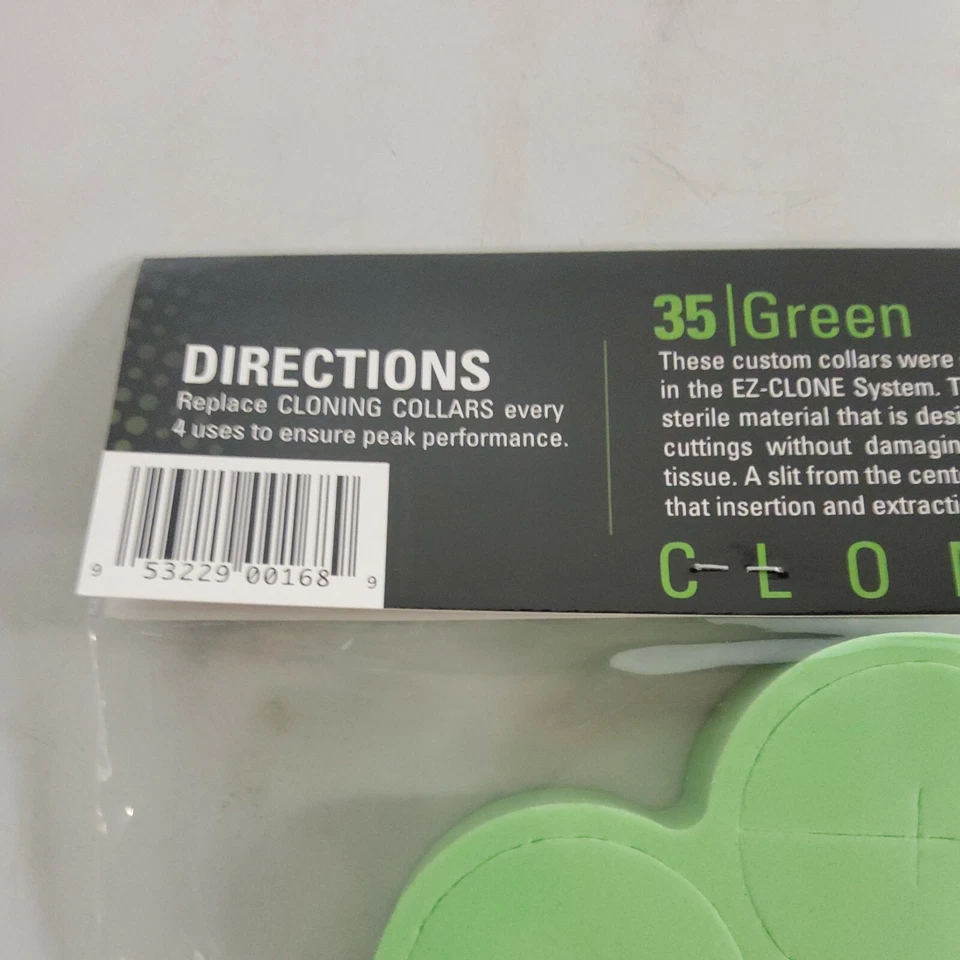 DIRECTIONS
Replace CLONING COLLARS every
4 uses to ensure peak performance.
9 53229 00168 9
35|Green
These custom collars were
in the EZ-CLONE System.
sterile material that is
cuttings without
tissue. A slit from the
that insertion and
CLO